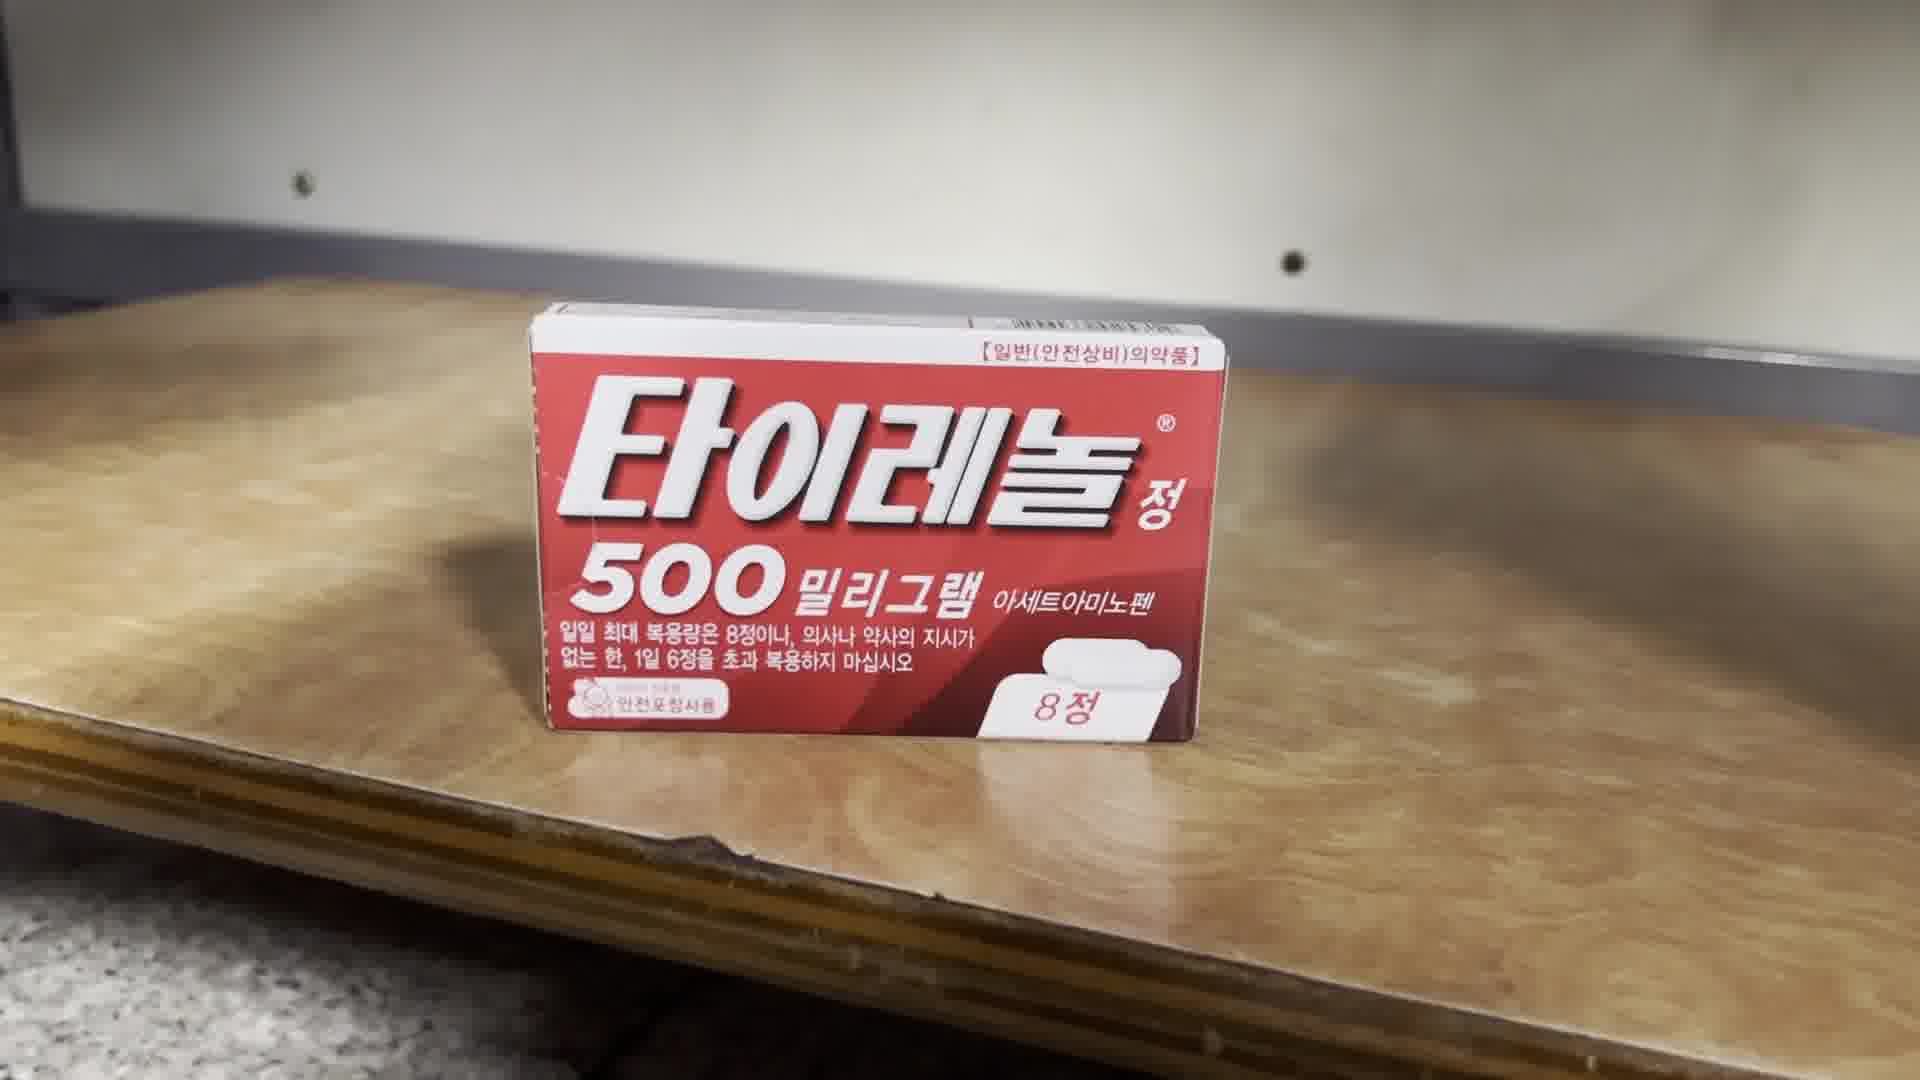 【일반(안전상비)의약품】
타이레놀® 정
500 밀리그램 아세트아미노펜
일일 최대 복용량은 8정이나, 의사나 약사의 지시가
없는 한, 1일 6정을 초과 복용하지 마십시오
안전포장사용
8정